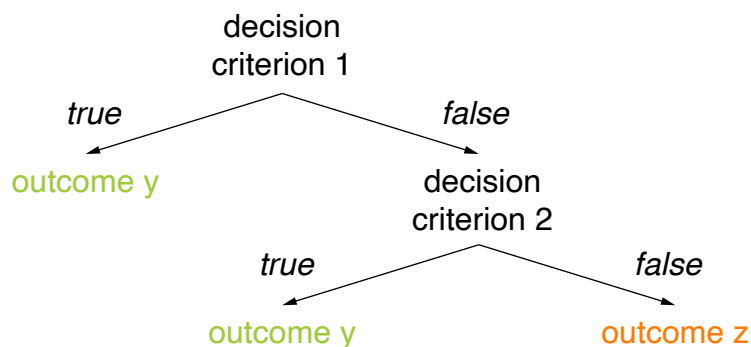 decision
criterion 1
true
false
outcome y
decision
criterion 2
true
false
outcome y
outcome z